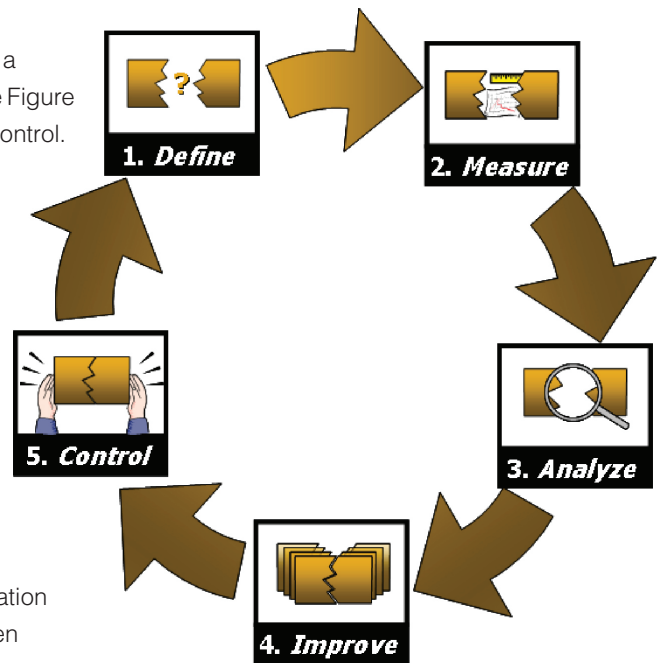 a
Figure
ontrol.
?
1. Define
2. Measure
3. Analyze
4. Improve
5. Control
ation
en